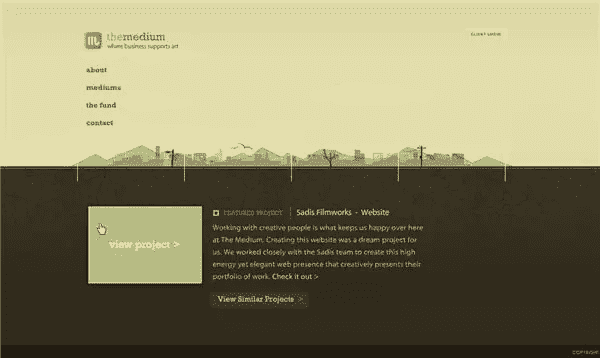 themedium
where business supports art
CLIENT LOGIN
about
mediums
the fund
contact
view project >
FEATURED PROJECT
Sadis Filmworks - Website
Working with creative people is what keeps us happy over here
at The Medium. Creating this website was a dream project for
us. We worked closely with the Sadis team to create this high
energy yet elegant web presence that creatively presents their
portfolio of work. Check it out >
View Similar Projects >
COPYRIGHT